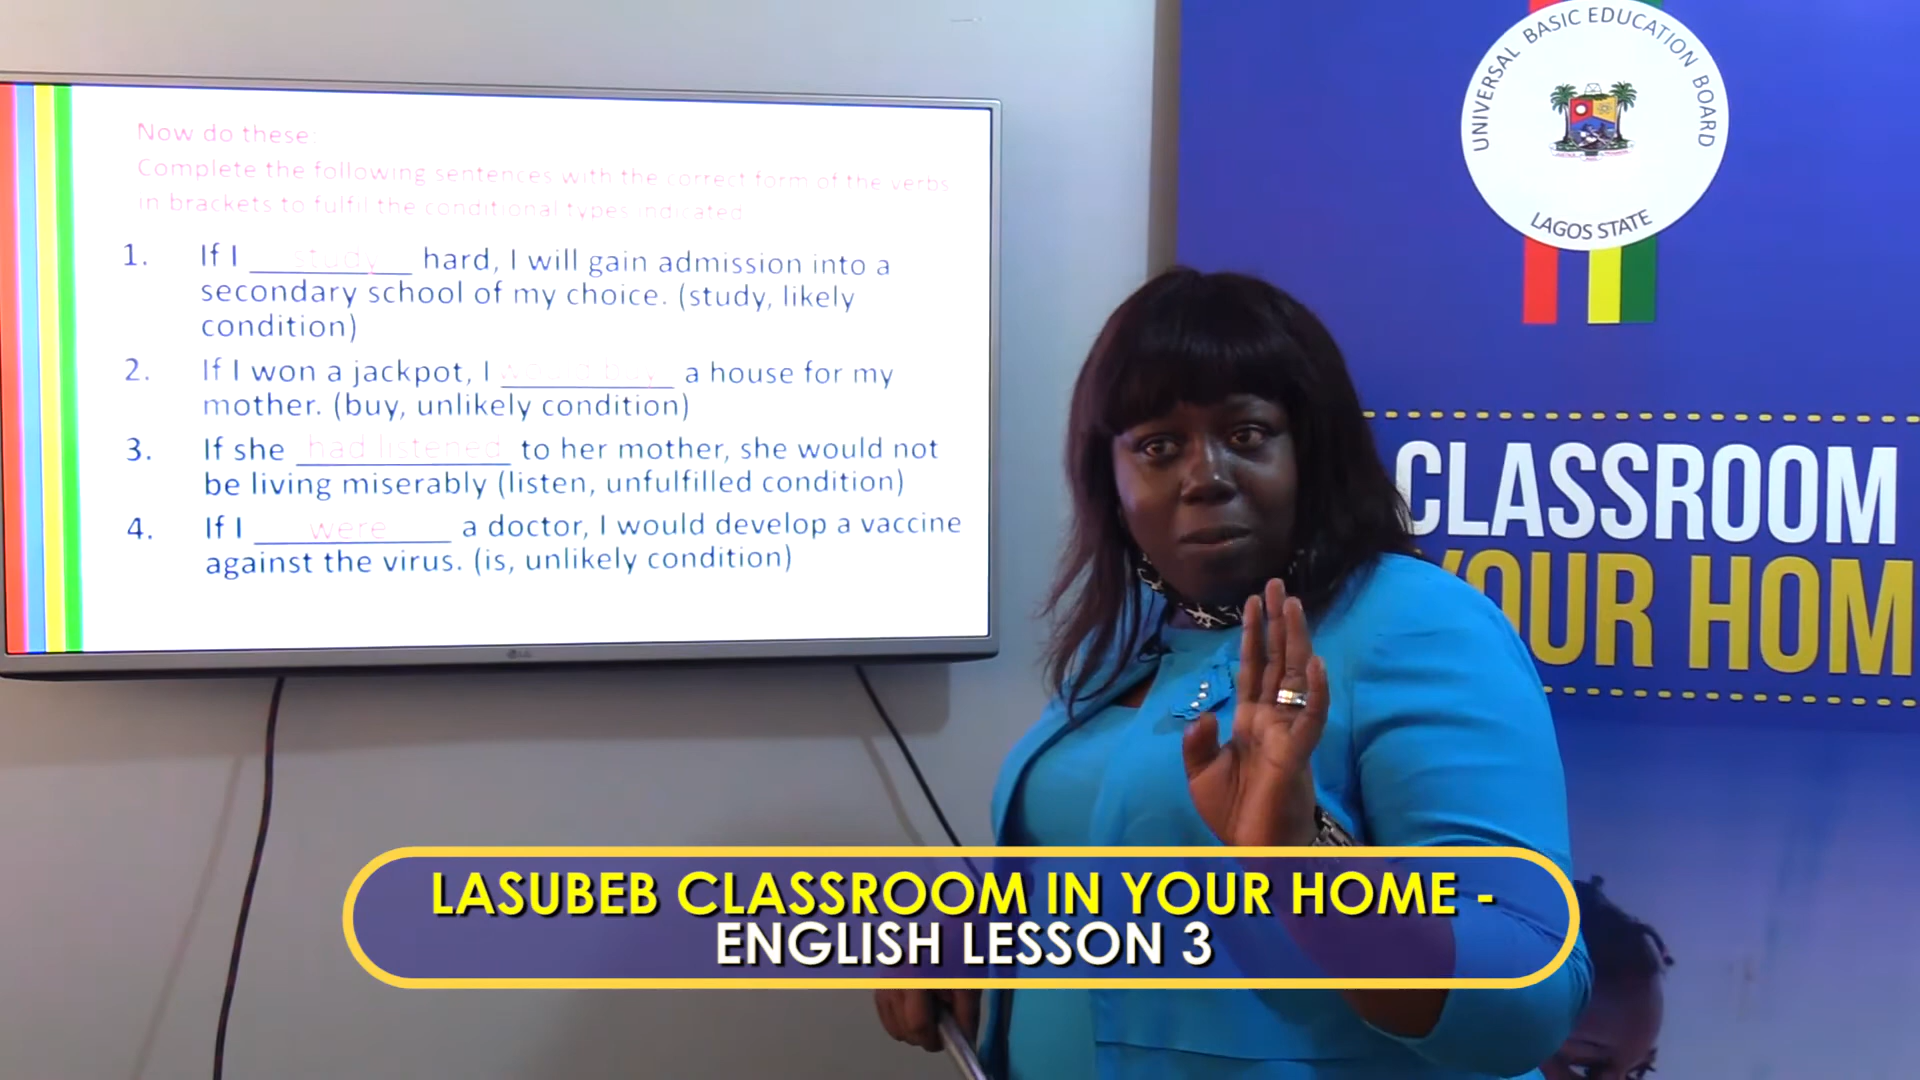 Now do these:
Complete the following sentences with the correct form of the verbs
in brackets to fulfil the conditional types indicated
1. If I study hard, I will gain admission into a
secondary school of my choice. (study, likely
condition)
2. If I won a jackpot, I would buy a house for my
mother. (buy, unlikely condition)
3. If she had listened to her mother, she would not
be living miserably (listen, unfulfilled condition)
4. If I were a doctor, I would develop a vaccine
against the virus. (is, unlikely condition)
LG
UNIVERSAL BASIC EDUCATION BOARD
LAGOS STATE
CLASSROOM
YOUR HOM
LASUBEB CLASSROOM IN YOUR HOME -
ENGLISH LESSON 3